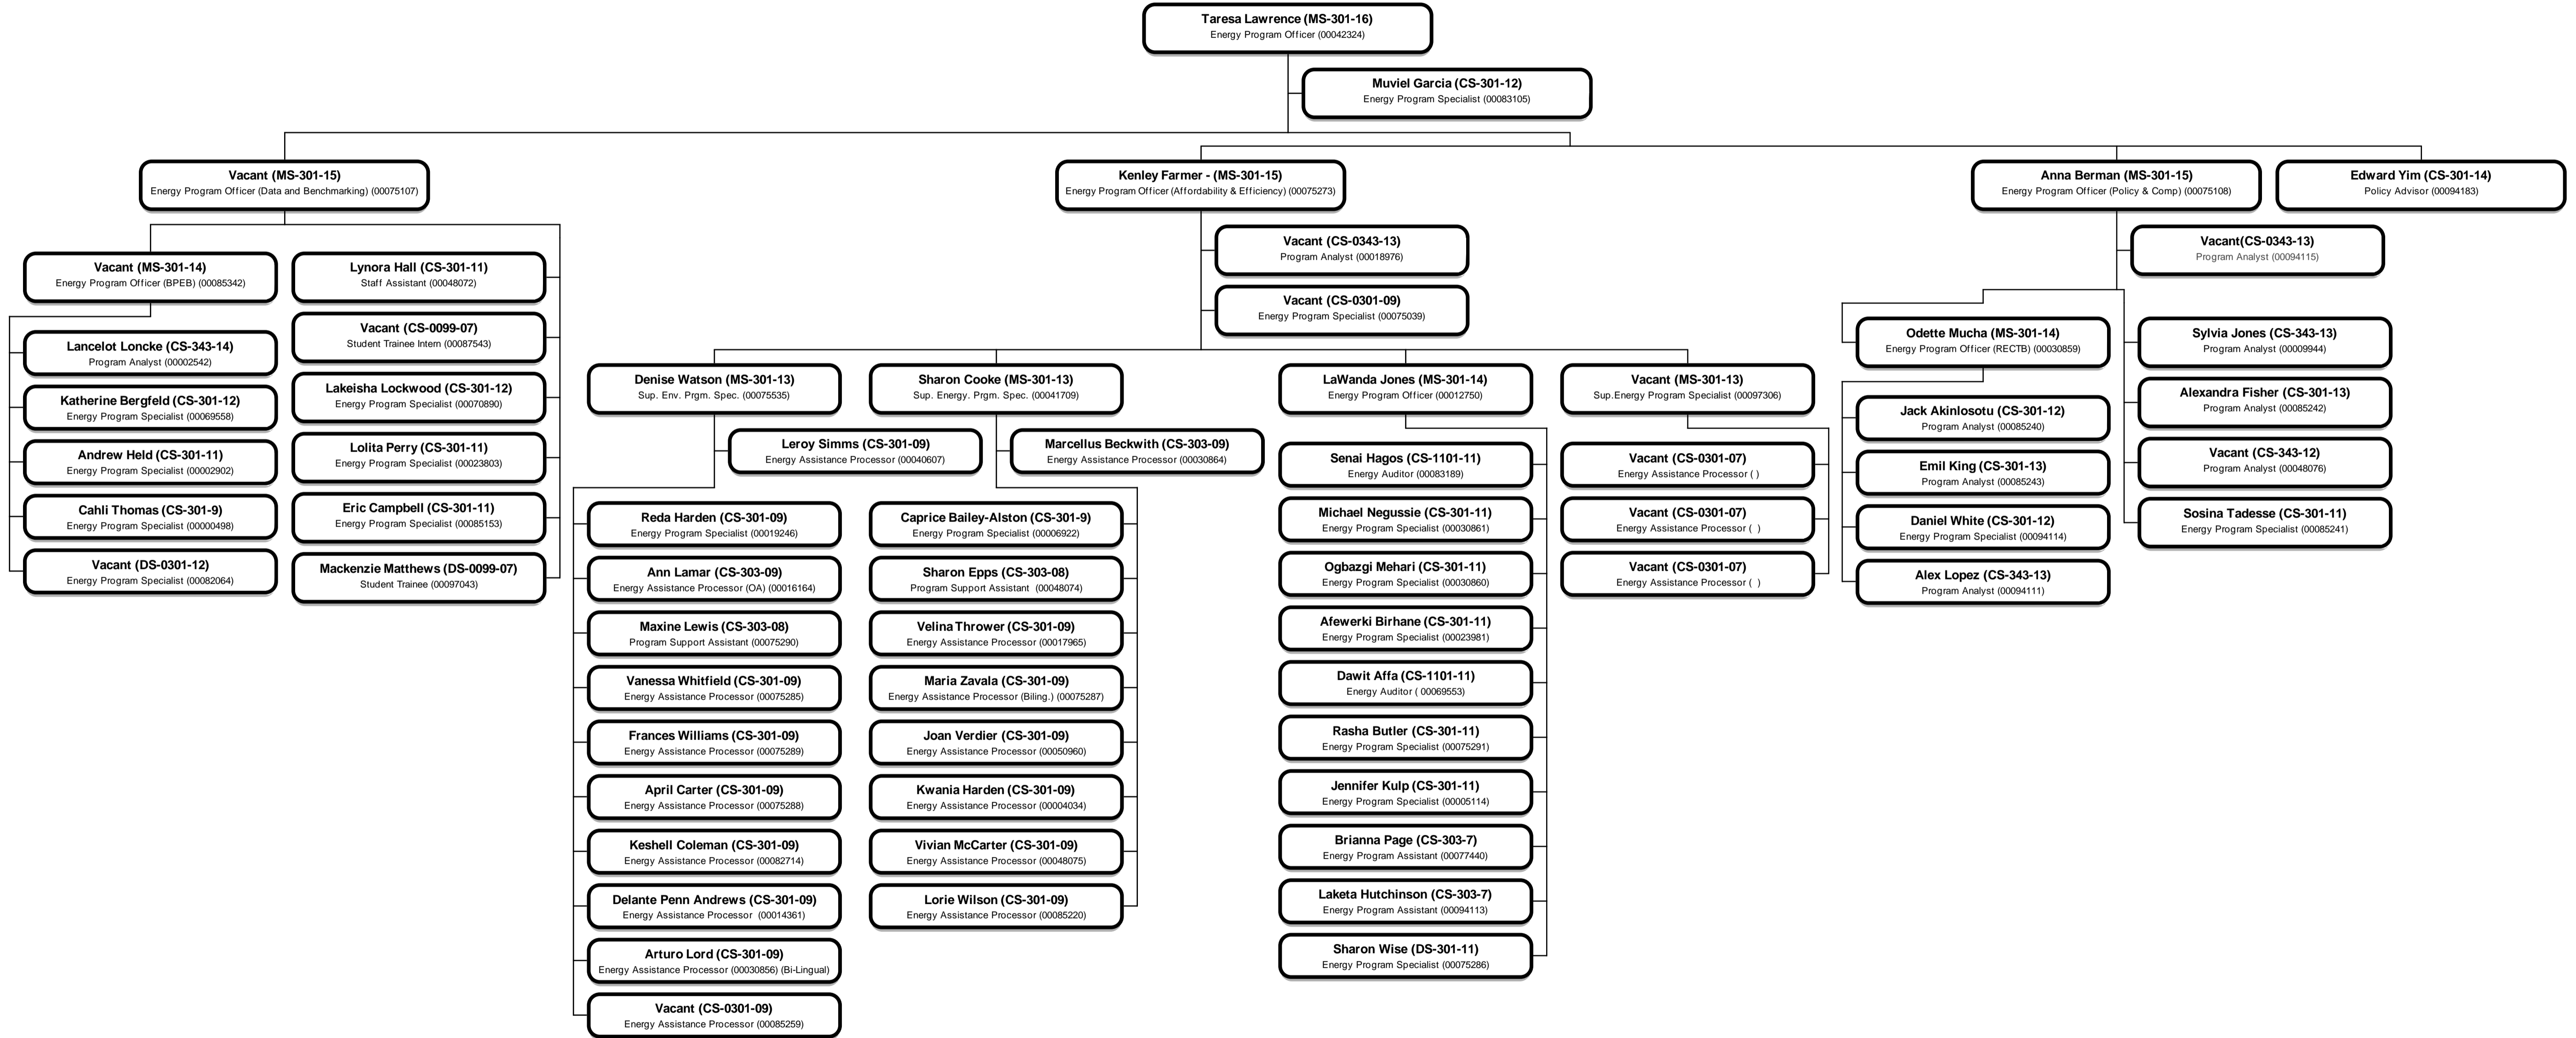 Taresa Lawrence (MS-301-16)
Energy Program Officer (00042324)
Muviel Garcia (CS-301-12)
Energy Program Specialist (00083105)
Vacant (MS-301-15)
Energy Program Officer (Data and Benchmarking) (00075107)
Kenley Farmer - (MS-301-15)
Energy Program Officer (Affordability & Efficiency) (00075273)
Anna Berman (MS-301-15)
Energy Program Officer (Policy & Comp) (00075108)
Edward Yim (CS-301-14)
Policy Advisor (00094183)
Vacant (MS-301-14)
Energy Program Officer (BPEB) (00085342)
Lancelot Loncke (CS-343-14)
Program Analyst (00002542)
Katherine Bergfeld (CS-301-12)
Energy Program Specialist (00069558)
Andrew Held (CS-301-11)
Energy Program Specialist (00002902)
Cahli Thomas (CS-301-9)
Energy Program Specialist (00000498)
Vacant (DS-0301-12)
Energy Program Specialist (00082064)
Lynora Hall (CS-301-11)
Staff Assistant (00048072)
Vacant (CS-0099-07)
Student Trainee Intern (00087543)
Lakeisha Lockwood (CS-301-12)
Energy Program Specialist (00070890)
Lolita Perry (CS-301-11)
Energy Program Specialist (00023803)
Eric Campbell (CS-301-11)
Energy Program Specialist (00085153)
Mackenzie Matthews (DS-0099-07)
Student Trainee (00097043)
Vacant (CS-0343-13)
Program Analyst (00018976)
Vacant (CS-0301-09)
Energy Program Specialist (00075039)
Denise Watson (MS-301-13)
Sup. Env. Prgm. Spec. (00075535)
Leroy Simms (CS-301-09)
Energy Assistance Processor (00040607)
Reda Harden (CS-301-09)
Energy Program Specialist (00019246)
Ann Lamar (CS-303-09)
Energy Assistance Processor (OA) (00016164)
Maxine Lewis (CS-303-08)
Program Support Assistant (00075290)
Vanessa Whitfield (CS-301-09)
Energy Assistance Processor (00075285)
Frances Williams (CS-301-09)
Energy Assistance Processor (00075289)
April Carter (CS-301-09)
Energy Assistance Processor (00075288)
Keshell Coleman (CS-301-09)
Energy Assistance Processor (00082714)
Delante Penn Andrews (CS-301-09)
Energy Assistance Processor (00014361)
Arturo Lord (CS-301-09)
Energy Assistance Processor (00030856) (Bi-Lingual)
Vacant (CS-0301-09)
Energy Assistance Processor (00085259)
Sharon Cooke (MS-301-13)
Sup. Energy. Prgm. Spec. (00041709)
Marcellus Beckwith (CS-303-09)
Energy Assistance Processor (00030864)
Caprice Bailey-Alston (CS-301-9)
Energy Program Specialist (00006922)
Sharon Epps (CS-303-08)
Program Support Assistant (00048074)
Velina Thrower (CS-301-09)
Energy Assistance Processor (00017965)
Maria Zavala (CS-301-09)
Energy Assistance Processor (Biling.) (00075287)
Joan Verdier (CS-301-09)
Energy Assistance Processor (00050960)
Kwania Harden (CS-301-09)
Energy Assistance Processor (00004034)
Vivian McCarter (CS-301-09)
Energy Assistance Processor (00048075)
Lorie Wilson (CS-301-09)
Energy Assistance Processor (00085220)
LaWanda Jones (MS-301-14)
Energy Program Officer (00012750)
Senai Hagos (CS-1101-11)
Energy Auditor (00083189)
Michael Negussie (CS-301-11)
Energy Program Specialist (00030861)
Ogbazgi Mehari (CS-301-11)
Energy Program Specialist (00030860)
Afewerki Birhane (CS-301-11)
Energy Program Specialist (00023981)
Dawit Affa (CS-1101-11)
Energy Auditor ( 00069553)
Rasha Butler (CS-301-11)
Energy Program Specialist (00075291)
Jennifer Kulp (CS-301-11)
Energy Program Specialist (00005114)
Brianna Page (CS-303-7)
Energy Program Assistant (00077440)
Laketa Hutchinson (CS-303-7)
Energy Program Assistant (00094113)
Sharon Wise (DS-301-11)
Energy Program Specialist (00075286)
Vacant (MS-301-13)
Sup.Energy Program Specialist (00097306)
Vacant (CS-0301-07)
Energy Assistance Processor ( )
Vacant (CS-0301-07)
Energy Assistance Processor ( )
Vacant (CS-0301-07)
Energy Assistance Processor ( )
Vacant(CS-0343-13)
Program Analyst (00094115)
Odette Mucha (MS-301-14)
Energy Program Officer (RECTB) (00030859)
Jack Akinlosotu (CS-301-12)
Program Analyst (00085240)
Emil King (CS-301-13)
Program Analyst (00085243)
Daniel White (CS-301-12)
Energy Program Specialist (00094114)
Alex Lopez (CS-343-13)
Program Analyst (00094111)
Sylvia Jones (CS-343-13)
Program Analyst (00009944)
Alexandra Fisher (CS-301-13)
Program Analyst (00085242)
Vacant (CS-343-12)
Program Analyst (00048076)
Sosina Tadesse (CS-301-11)
Energy Program Specialist (00085241)